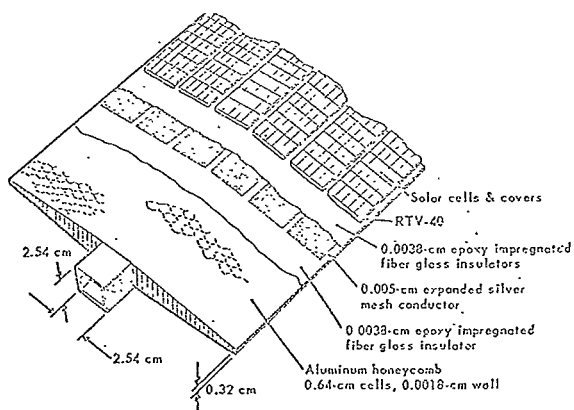 Solar cells & covers
RTV-40
0.0038-cm epoxy impregnated
fiber glass insulators
0.005-cm expanded silver
mesh conductor
0.0038-cm epoxy impregnated
fiber glass insulator
Aluminum honeycomb
0.64-cm cells, 0.0018-cm wall
2.54 cm
2.54 cm
0.32 cm